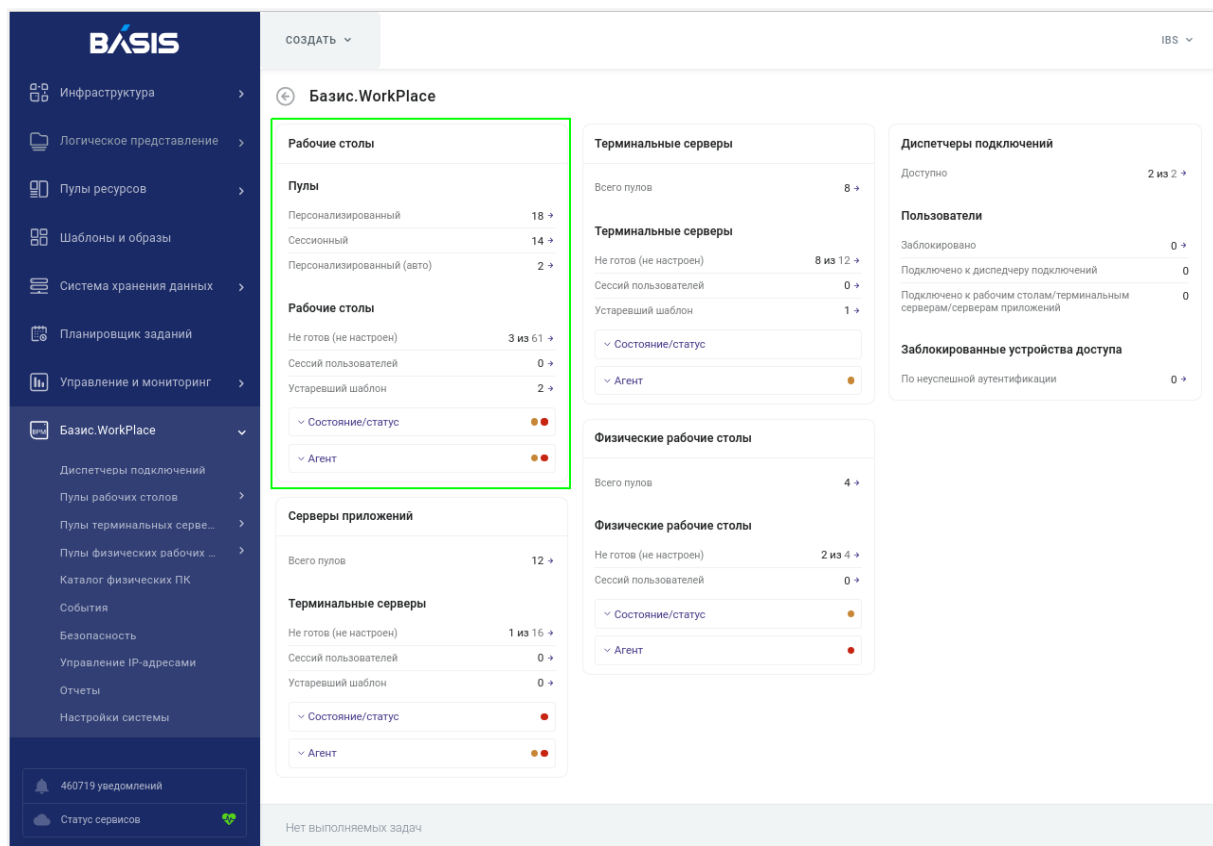 BASIS
Инфраструктура
Логическое представление
Пулы ресурсов
Шаблоны и образы
Система хранения данных
Планировщик заданий
Управление и мониторинг
BPM
Базис.WorkPlace
Диспетчеры подключений
Пулы рабочих столов
Пулы терминальных серве...
Пулы физических рабочих ...
Каталог физических ПК
События
Безопасность
Управление IP-адресами
Отчеты
Настройки системы
460719 уведомлений
Статус сервисов
СОЗДАТЬ
IBS
Базис.WorkPlace
Рабочие столы
Пулы
Персонализированный 18
Сессионный 14
Персонализированный (авто) 2
Рабочие столы
Не готов (не настроен) 3 из 61
Сессий пользователей 0
Устаревший шаблон 2
Состояние/статус
Агент
Серверы приложений
Всего пулов 12
Терминальные серверы
Не готов (не настроен) 1 из 16
Сессий пользователей 0
Устаревший шаблон 0
Состояние/статус
Агент
Терминальные серверы
Всего пулов 8
Терминальные серверы
Не готов (не настроен) 8 из 12
Сессий пользователей 0
Устаревший шаблон 1
Состояние/статус
Агент
Физические рабочие столы
Всего пулов 4
Физические рабочие столы
Не готов (не настроен) 2 из 4
Сессий пользователей 0
Состояние/статус
Агент
Диспетчеры подключений
Доступно 2 из 2
Пользователи
Заблокировано 0
Подключено к диспедчеру подключений 0
Подключено к рабочим столам/терминальным 0
серверам/серверам приложений
Заблокированные устройства доступа
По неуспешной аутентификации 0
Нет выполняемых задач